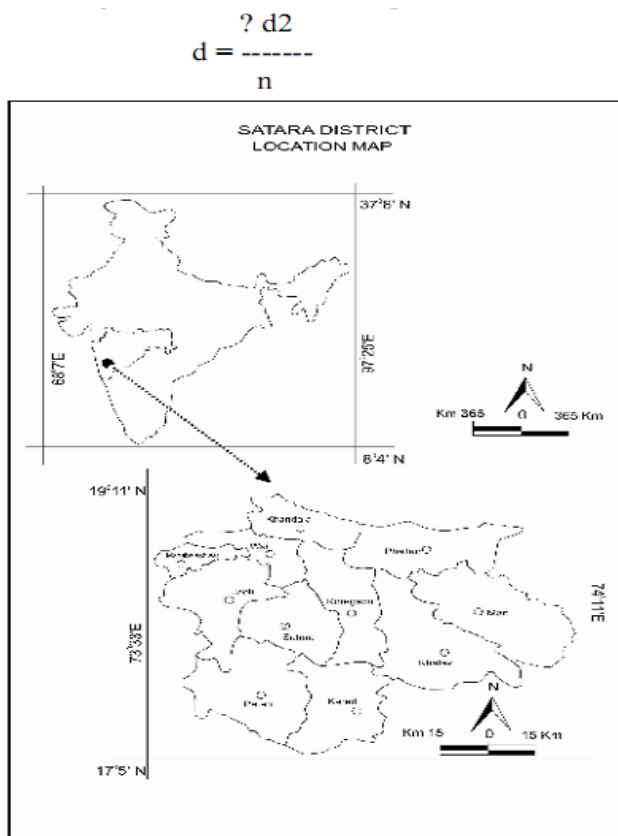 ? d2
d = -------
n
SATARA DISTRICT
LOCATION MAP
37°6' N
68°7'E
97°25'E
N
Km 365 0 365 Km
8°4' N
19°11' N
Khandala
Phaltan
Wai
Man
74°11'E
73°33'E
Koregaon
Satara
Khatav
Patan
Karad
N
Km 15 0 15 Km
17°5' N